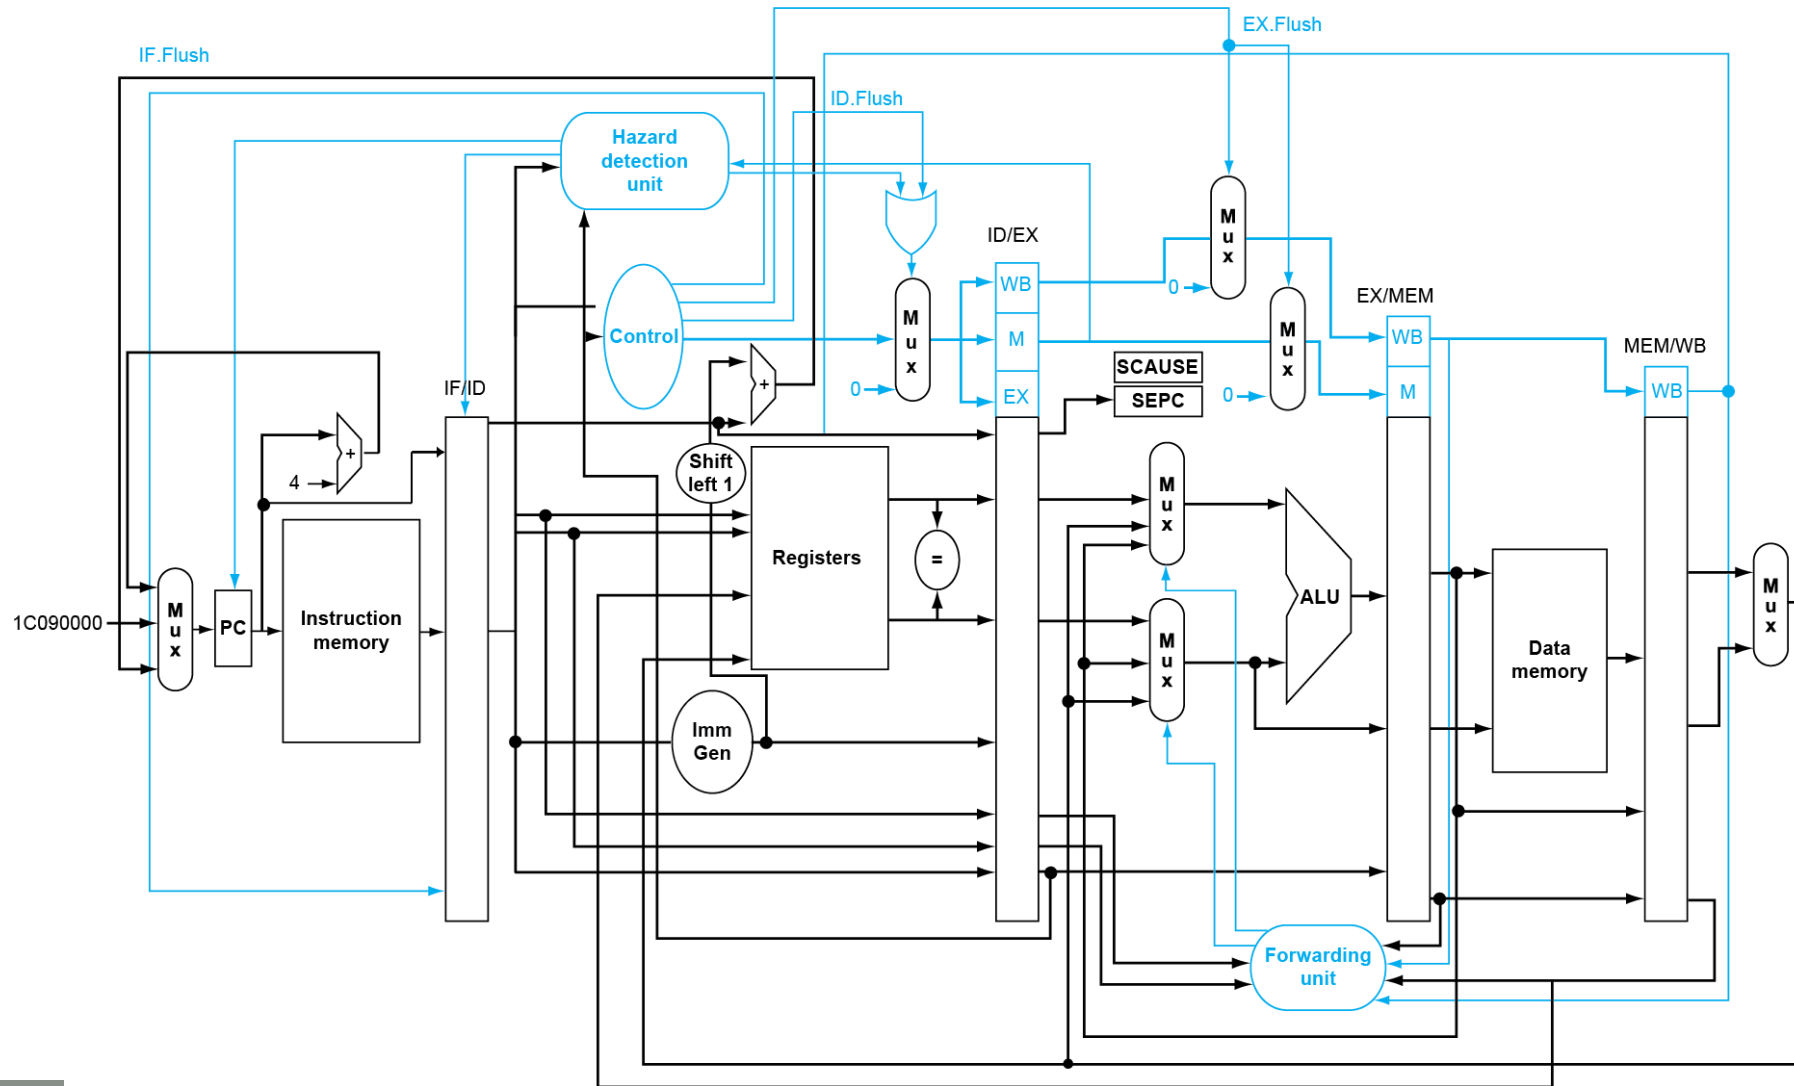 EX.Flush
IF.Flush
ID.Flush
Hazard
detection
unit
M
u
x
ID/EX
WB
0
EX/MEM
Control
M
u
x
M
M
u
x
WB
MEM/WB
SCAUSE
+
IF/ID
0
EX
SEPC
0
M
WB
+
4
Shift
left 1
M
u
x
Registers
=
Instruction
memory
M
u
x
PC
1C090000
ALU
M
u
x
Data
memory
M
u
x
Imm
Gen
Forwarding
unit